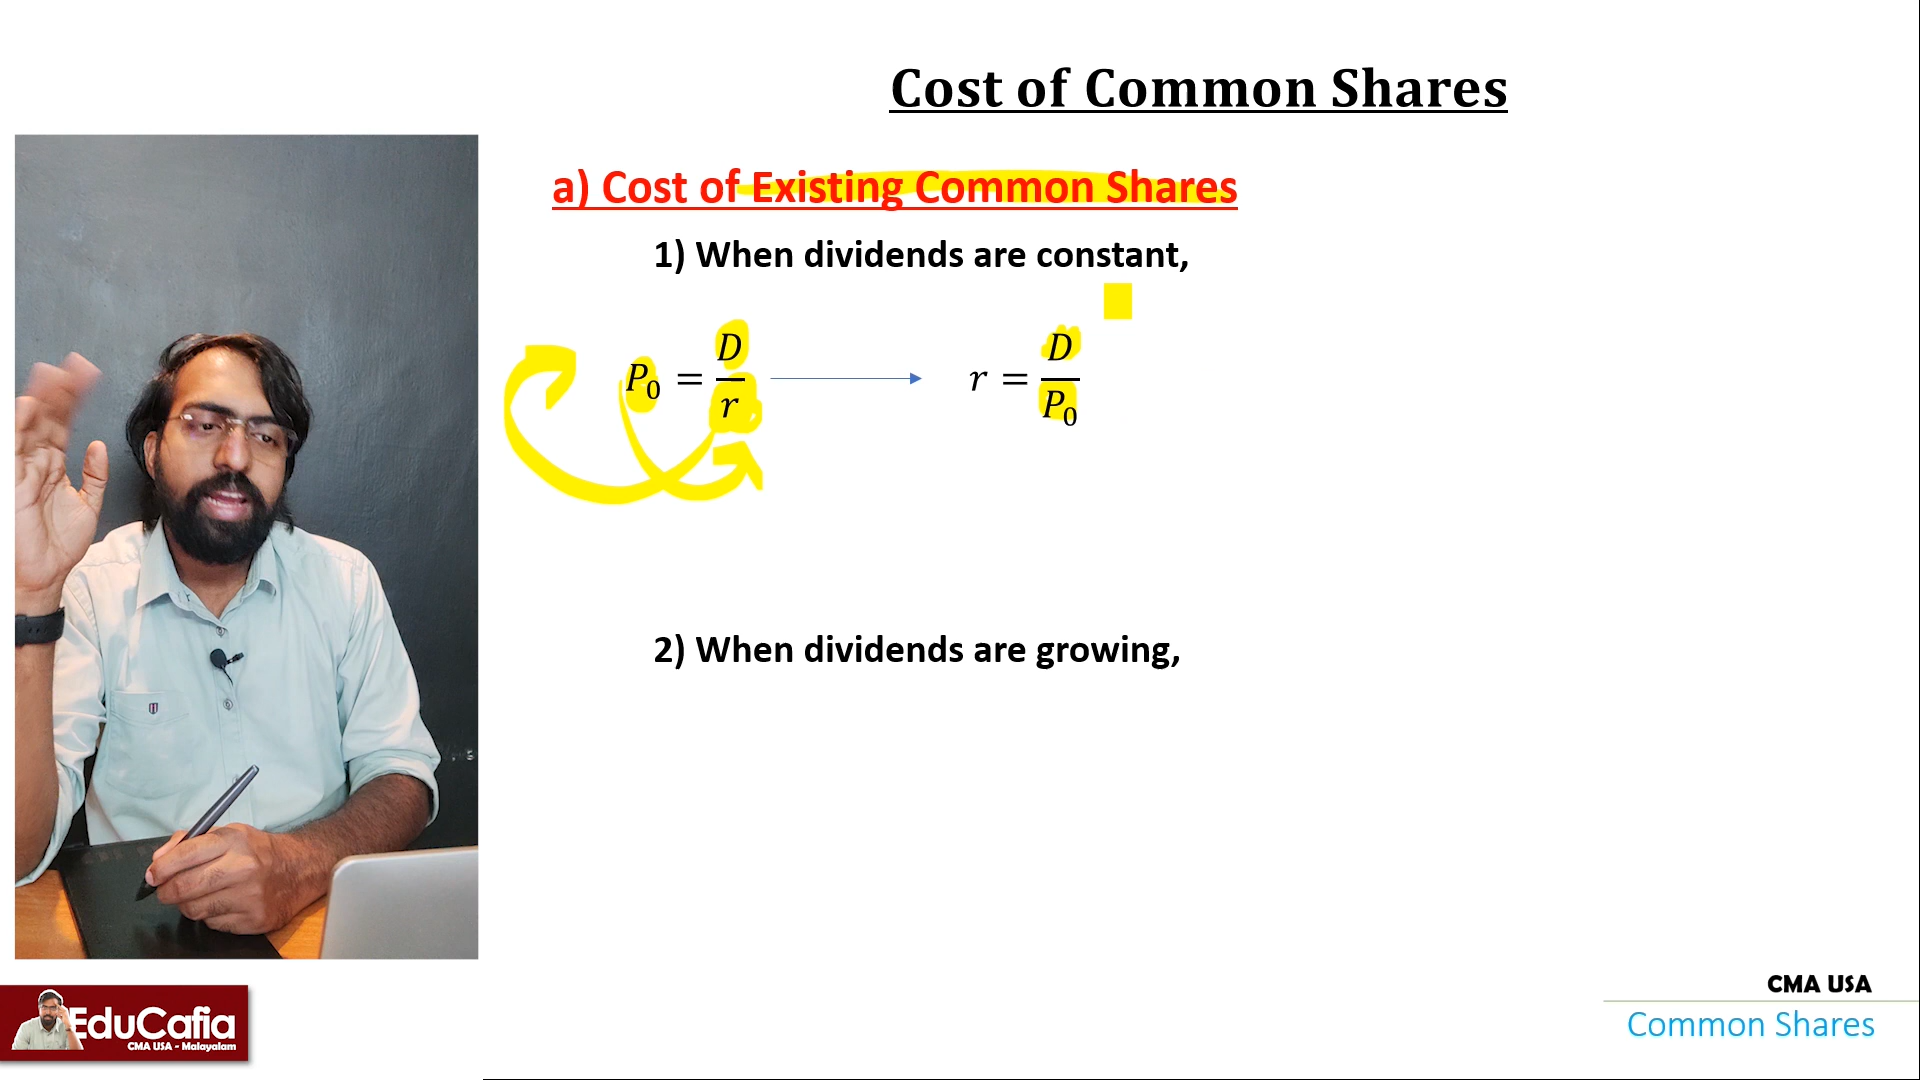 Cost of Common Shares
a) Cost of Existing Common Shares
1) When dividends are constant,
P₀ = D/r → r = D/P₀
2) When dividends are growing,
EduCafia
CMA USA - Malayalam
CMA USA
Common Shares